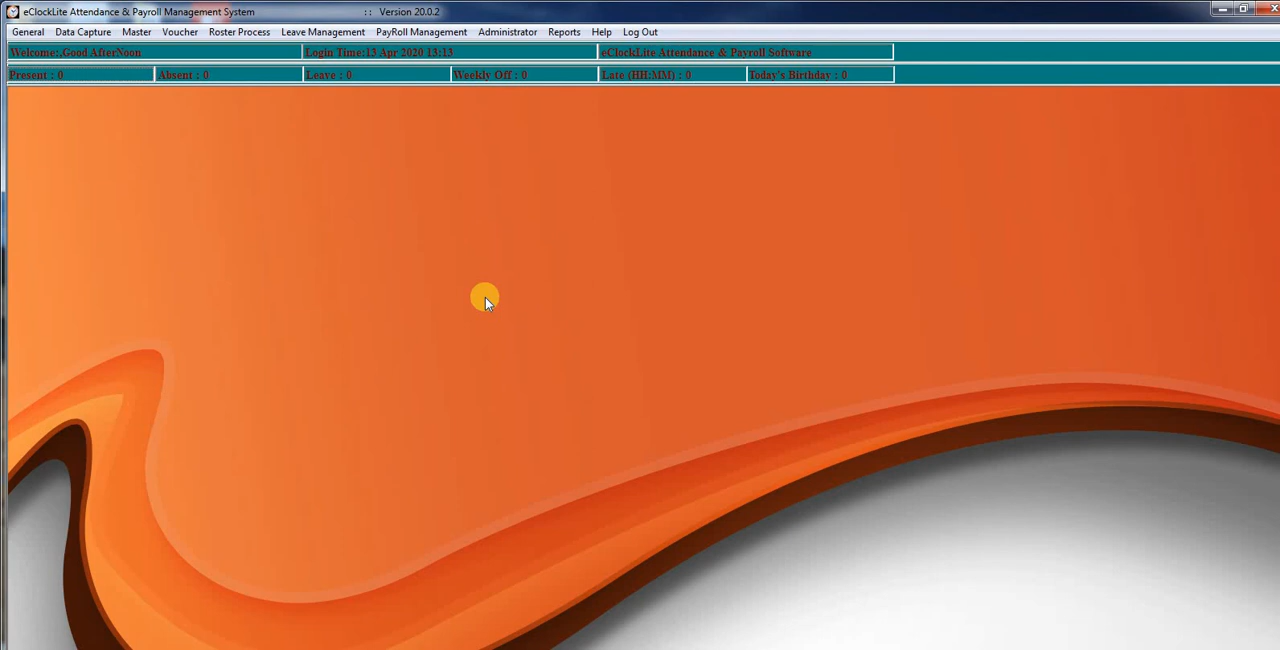 eClockLite Attendance & Payroll Management System :: Version 20.0.2
General Data Capture Master Voucher Roster Process Leave Management PayRoll Management Administrator Reports Help Log Out
Welcome:,Good AfterNoon Login Time:13 Apr 2020 13:13 eClockLite Attendance & Payroll Software
Present : 0 Absent : 0 Leave : 0 Weekly Off : 0 Late (HH:MM) : 0 Today's Birthday : 0